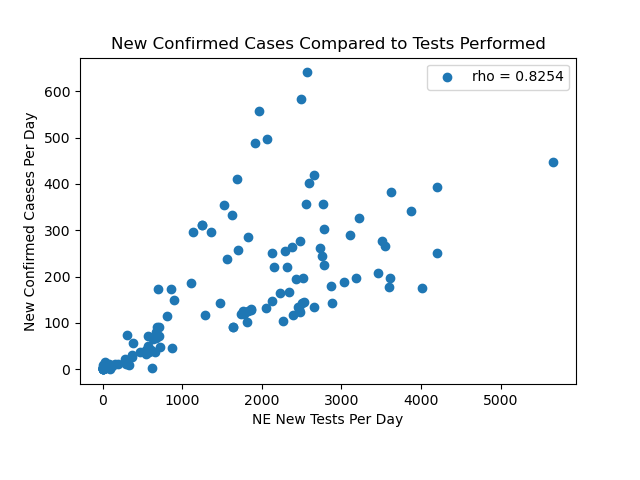 New Confirmed Cases Compared to Tests Performed
rho = 0.8254
New Confirmed Caeses Per Day
600
500
400
300
200
100
0
0 1000 2000 3000 4000 5000
NE New Tests Per Day